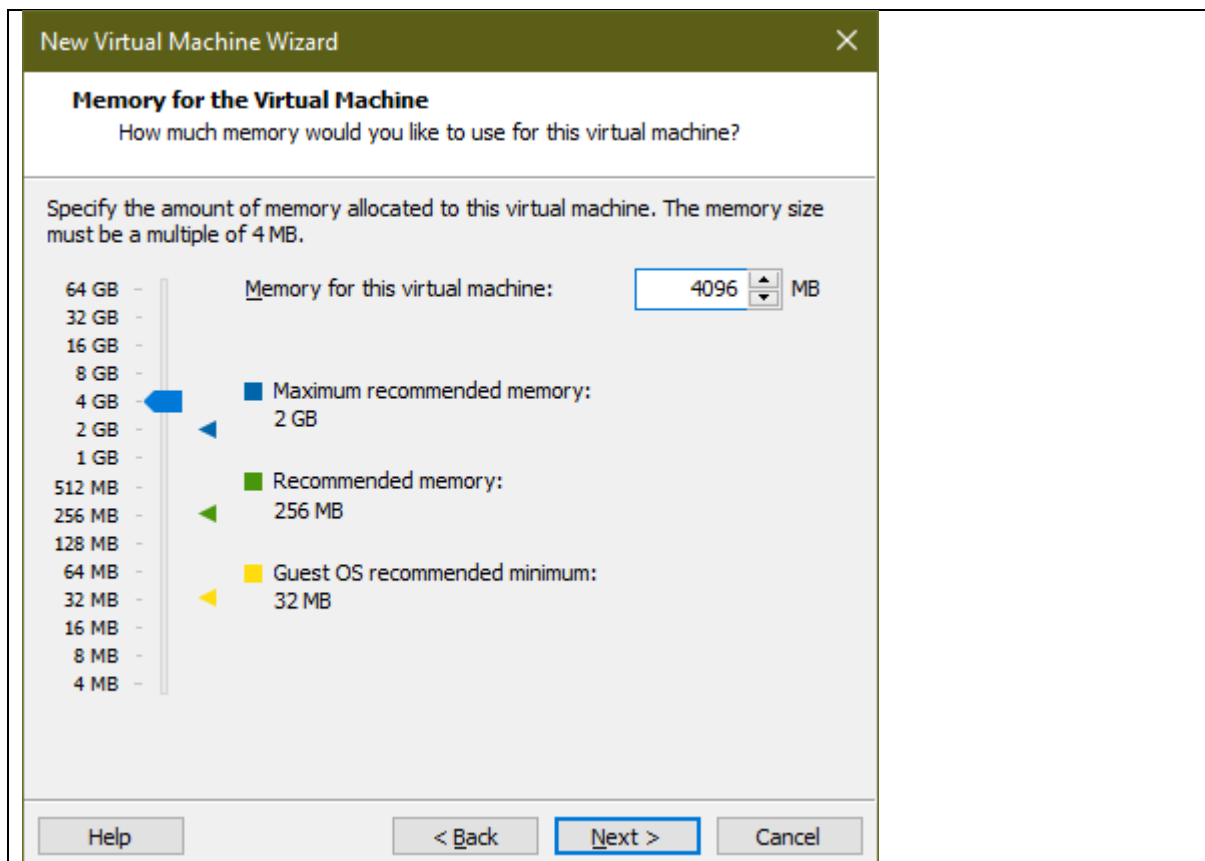 New Virtual Machine Wizard
Memory for the Virtual Machine
How much memory would you like to use for this virtual machine?
Specify the amount of memory allocated to this virtual machine. The memory size
must be a multiple of 4 MB.
64 GB
Memory for this virtual machine: 4096 MB
32 GB
16 GB
8 GB
4 GB
2 GB
1 GB
512 MB
256 MB
128 MB
64 MB
32 MB
16 MB
8 MB
4 MB
Maximum recommended memory:
2 GB
Recommended memory:
256 MB
Guest OS recommended minimum:
32 MB
Help
< Back
Next >
Cancel